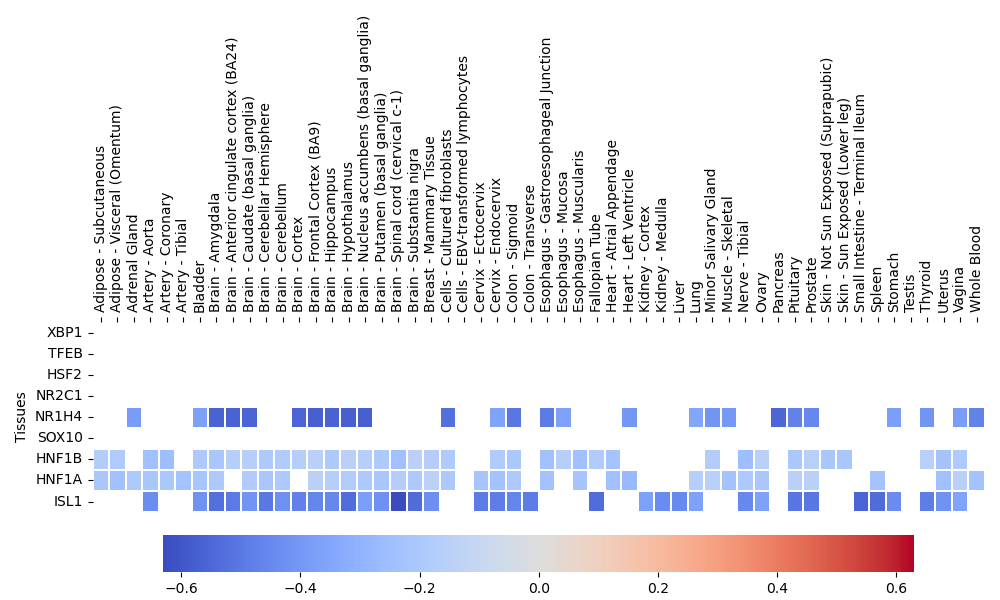 Adipose - Subcutaneous
Adipose - Visceral (Omentum)
Adrenal Gland
Artery - Aorta
Artery - Coronary
Artery - Tibial
Bladder
Brain - Amygdala
Brain - Anterior cingulate cortex (BA24)
Brain - Caudate (basal ganglia)
Brain - Cerebellar Hemisphere
Brain - Cerebellum
Brain - Cortex
Brain - Frontal Cortex (BA9)
Brain - Hippocampus
Brain - Hypothalamus
Brain - Nucleus accumbens (basal ganglia)
Brain - Putamen (basal ganglia)
Brain - Spinal cord (cervical c-1)
Brain - Substantia nigra
Breast - Mammary Tissue
Cells - Cultured fibroblasts
Cells - EBV-transformed lymphocytes
Cervix - Ectocervix
Cervix - Endocervix
Colon - Sigmoid
Colon - Transverse
Esophagus - Gastroesophageal Junction
Esophagus - Mucosa
Esophagus - Muscularis
Fallopian Tube
Heart - Atrial Appendage
Heart - Left Ventricle
Kidney - Cortex
Kidney - Medulla
Liver
Lung
Minor Salivary Gland
Muscle - Skeletal
Nerve - Tibial
Ovary
Pancreas
Pituitary
Prostate
Skin - Not Sun Exposed (Suprapubic)
Skin - Sun Exposed (Lower leg)
Small Intestine - Terminal Ileum
Spleen
Stomach
Testis
Thyroid
Uterus
Vagina
Whole Blood
Tissues
XBP1
TFEB
HSF2
NR2C1
NR1H4
SOX10
HNF1B
HNF1A
ISL1
−0.6 −0.4 −0.2 0.0 0.2 0.4 0.6